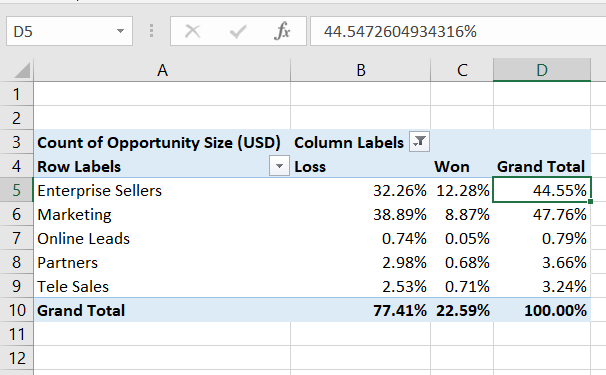 D5 fx 44.5472604934316%
A B C D
1
2
3 Count of Opportunity Size (USD) Column Labels
4 Row Labels Loss Won Grand Total
5 Enterprise Sellers 32.26% 12.28% 44.55%
6 Marketing 38.89% 8.87% 47.76%
7 Online Leads 0.74% 0.05% 0.79%
8 Partners 2.98% 0.68% 3.66%
9 Tele Sales 2.53% 0.71% 3.24%
10 Grand Total 77.41% 22.59% 100.00%
11
12